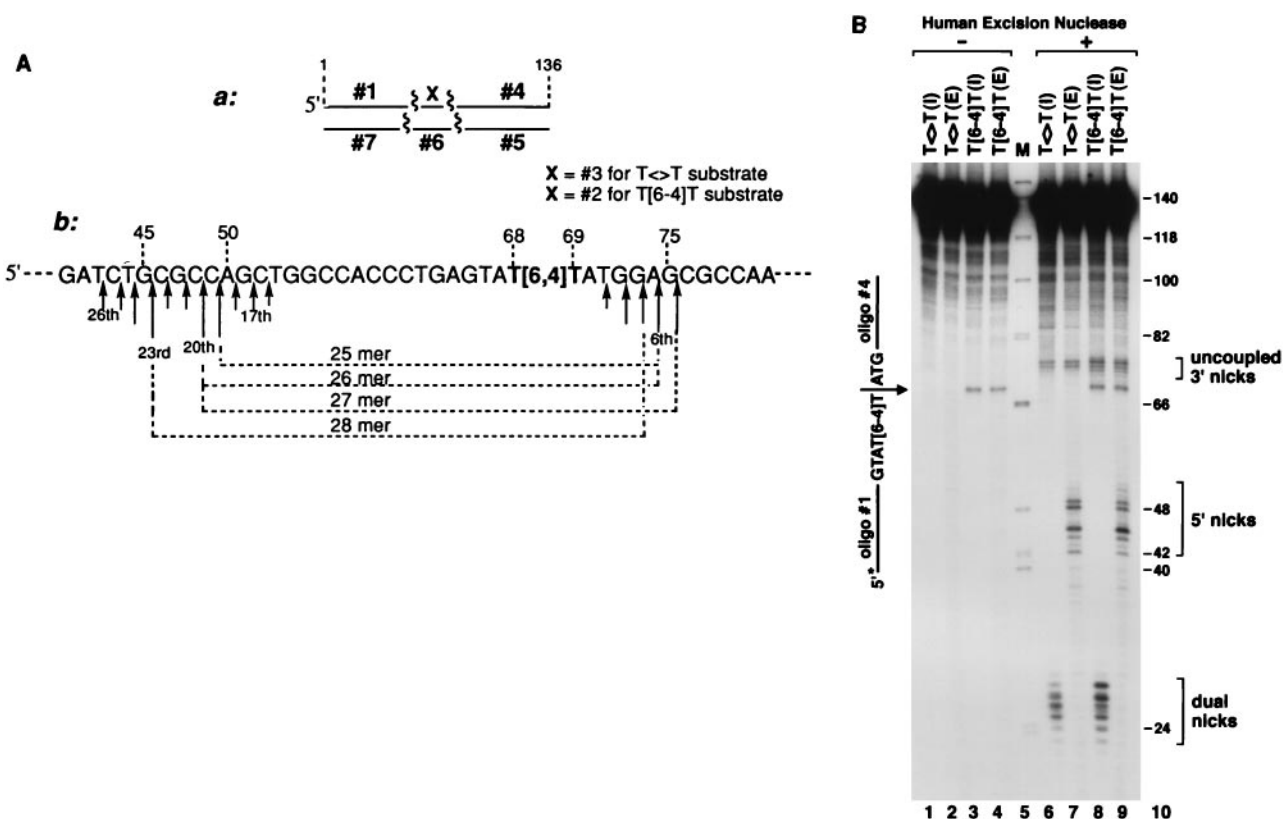 A
a:
1
136
5'
#1
X
#4
#7
#6
#5
X = #3 for T<>T substrate
X = #2 for T[6-4]T substrate
b:
45
50
68
69
75
5'
GATCTGCGCCAGCTGGCCACCCTGAGTAT[6,4]TATGGAGCGCCAA
26th
17th
23rd
20th
6th
25 mer
26 mer
27 mer
28 mer
B
Human Excision Nuclease
–
+
T<>T(I)
T<>T(E)
T[6-4]T(I)
T[6-4]T(E)
M
T<>T(I)
T<>T(E)
T[6-4]T(I)
T[6-4]T(E)
5'* oligo #1 GTAT[6-4]T ATG oligo #4
-140
-118
-100
-82
-66
-48
-42
-40
-24
uncoupled
3' nicks
5' nicks
dual
nicks
1 2 3 4 5 6 7 8 9 10